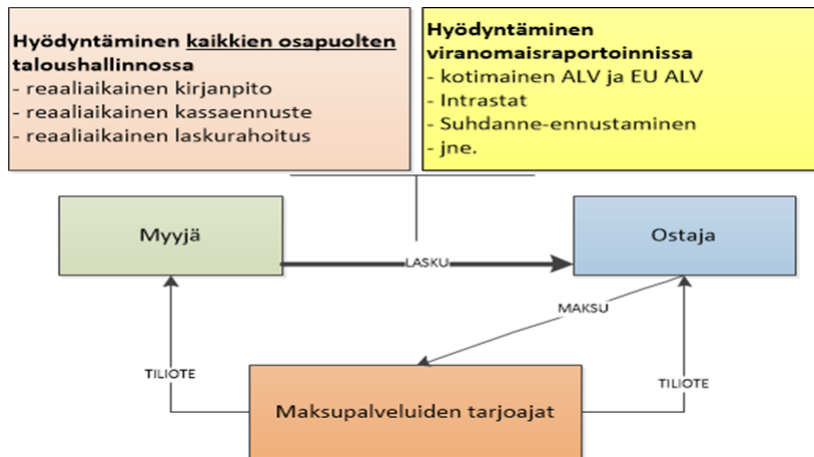 Hyödyntäminen kaikkien osapuolten
taloushallinnossa
- reaaliaikainen kirjanpito
- reaaliaikainen kassaennuste
- reaaliaikainen laskurahoitus
Hyödyntäminen
viranomaisraportoinnissa
- kotimainen ALV ja EU ALV
- Intrastat
- Suhdanne-ennustaminen
- jne.
Myyjä
Ostaja
LASKU
MAKSU
TILIOTE
TILIOTE
Maksupalveluiden tarjoajat